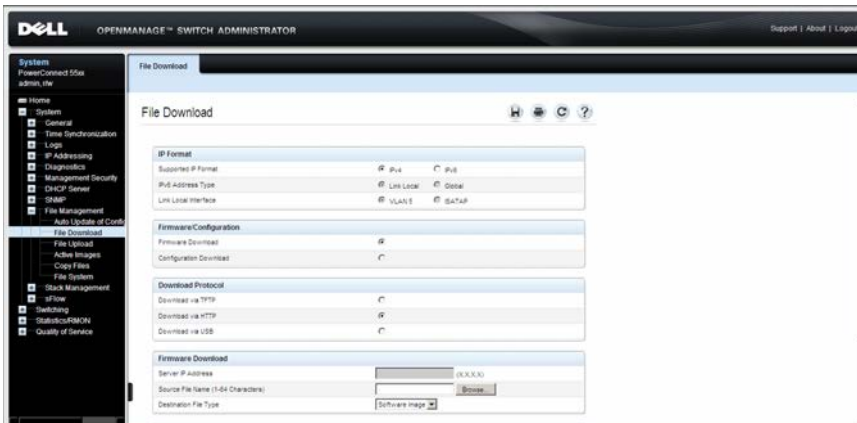 DELL OPENMANAGE™ SWITCH ADMINISTRATOR
Support | About | Logout
System
PowerConnect 55xx
admin, r/w
Home
System
General
Time Synchronization
Logs
IP Addressing
Diagnostics
Management Security
DHCP Server
SNMP
File Management
Auto Update of Config
File Download
File Upload
Active Images
Copy Files
File System
Stack Management
sFlow
Switching
Statistics/RMON
Quality of Service
File Download
File Download
IP Format
Supported IP Format IPv4 IPv6
IPv6 Address Type Link Local Global
Link Local Interface VLAN 1 ISATAP
Firmware/Configuration
Firmware Download
Configuration Download
Download Protocol
Download via TFTP
Download via HTTP
Download via USB
Firmware Download
Server IP Address (X.X.X.X)
Source File Name (1-64 Characters) Browse...
Destination File Type Software Image